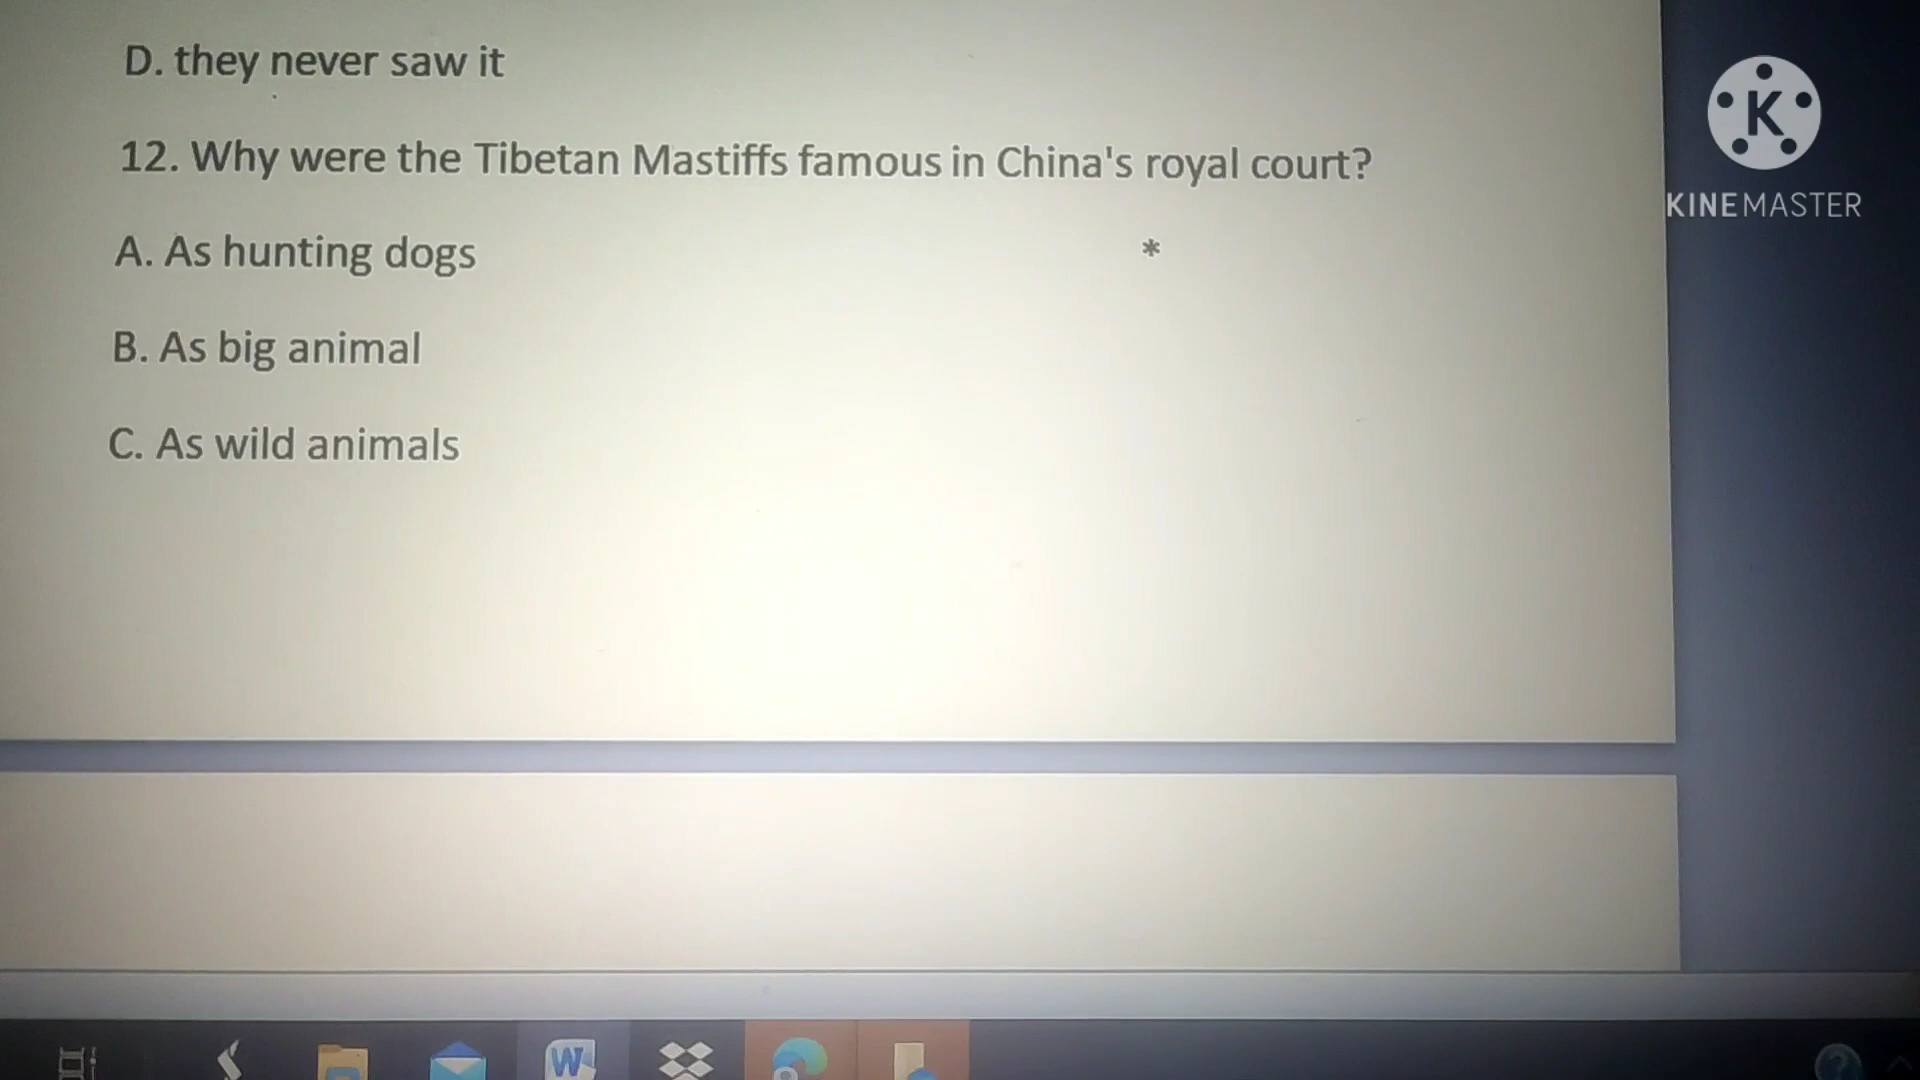 D. they never saw it
12. Why were the Tibetan Mastiffs famous in China's royal court?
A. As hunting dogs
*
B. As big animal
C. As wild animals
K
KINEMASTER
W
?